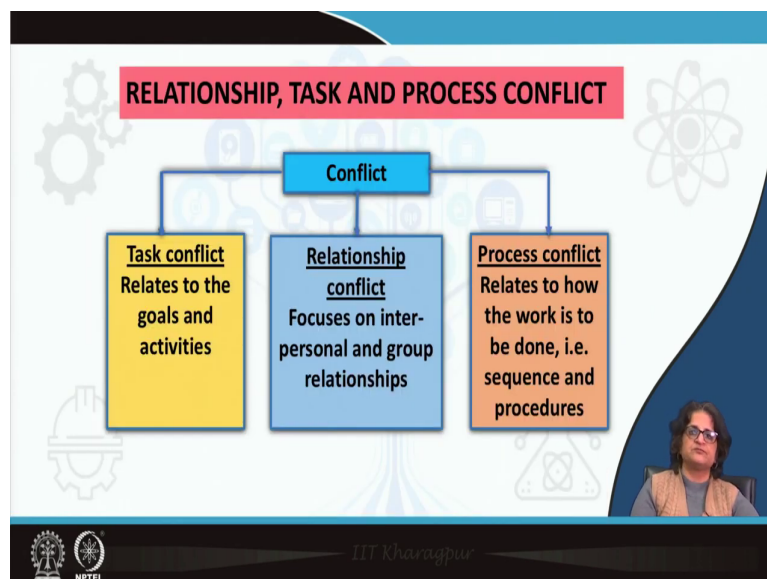 RELATIONSHIP, TASK AND PROCESS CONFLICT
Conflict
Task conflict
Relates to the
goals and
activities
Relationship
conflict
Focuses on inter-
personal and group
relationships
Process conflict
Relates to how
the work is to
be done, i.e.
sequence and
procedures
IIT Kharagpur
NPTEL